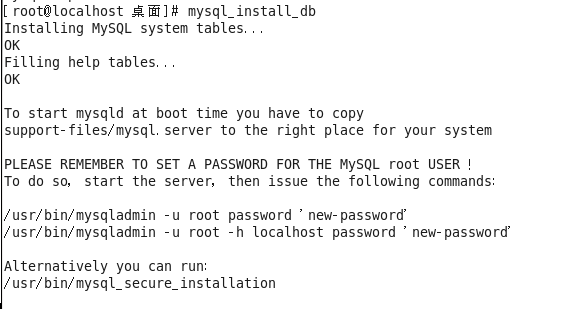 [root@localhost 桌面]# mysql_install_db
Installing MySQL system tables...
OK
Filling help tables...
OK
To start mysqld at boot time you have to copy
support-files/mysql.server to the right place for your system
PLEASE REMEMBER TO SET A PASSWORD FOR THE MySQL root USER !
To do so, start the server, then issue the following commands:
/usr/bin/mysqladmin -u root password 'new-password'
/usr/bin/mysqladmin -u root -h localhost password 'new-password'
Alternatively you can run:
/usr/bin/mysql_secure_installation